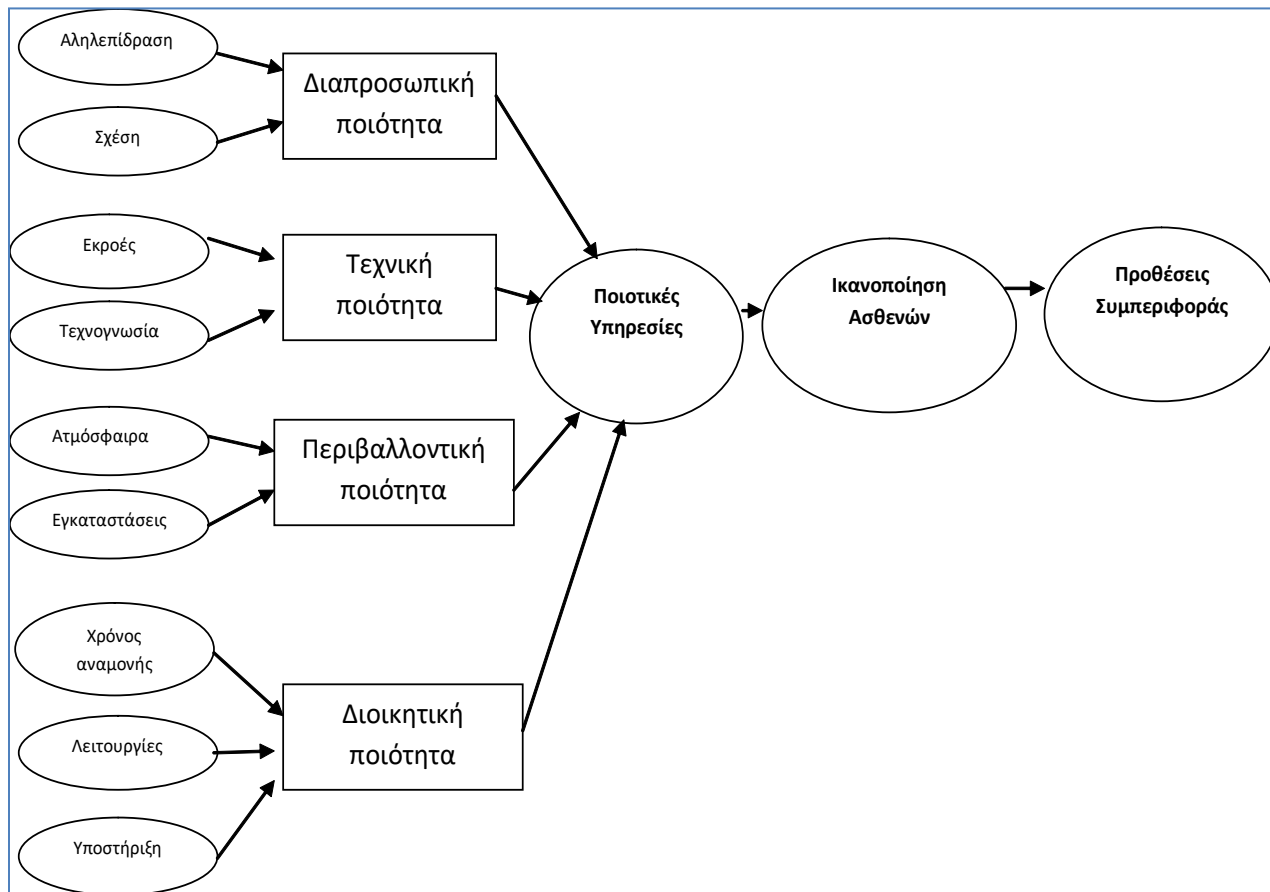 Αληλεπίδραση
Σχέση
Διαπροσωπική
ποιότητα
Εκροές
Τεχνογνωσία
Τεχνική
ποιότητα
Ατμόσφαιρα
Εγκαταστάσεις
Περιβαλλοντική
ποιότητα
Χρόνος
αναμονής
Λειτουργίες
Υποστήριξη
Διοικητική
ποιότητα
Ποιοτικές
Υπηρεσίες
Ικανοποίηση
Ασθενών
Προθέσεις
Συμπεριφοράς